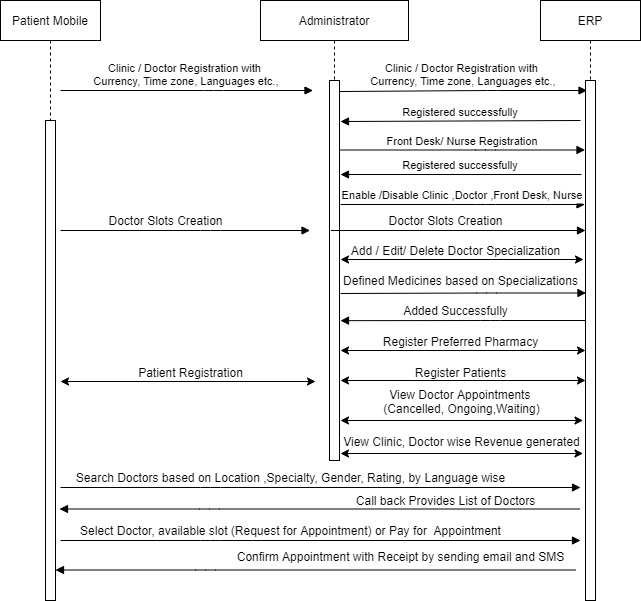 Patient Mobile
Administrator
ERP
Clinic / Doctor Registration with
Currency, Time zone, Languages etc.,
Clinic / Doctor Registration with
Currency, Time zone, Languages etc.,
Registered successfully
Front Desk/ Nurse Registration
Registered successfully
Enable /Disable Clinic ,Doctor ,Front Desk, Nurse
Doctor Slots Creation
Doctor Slots Creation
Add / Edit/ Delete Doctor Specialization
Defined Medicines based on Specializations
Added Successfully
Register Preferred Pharmacy
Patient Registration
Register Patients
View Doctor Appointments
(Cancelled, Ongoing,Waiting)
View Clinic, Doctor wise Revenue generated
Search Doctors based on Location ,Specialty, Gender, Rating, by Language wise
Call back Provides List of Doctors
Select Doctor, available slot (Request for Appointment) or Pay for Appointment
Confirm Appointment with Receipt by sending email and SMS